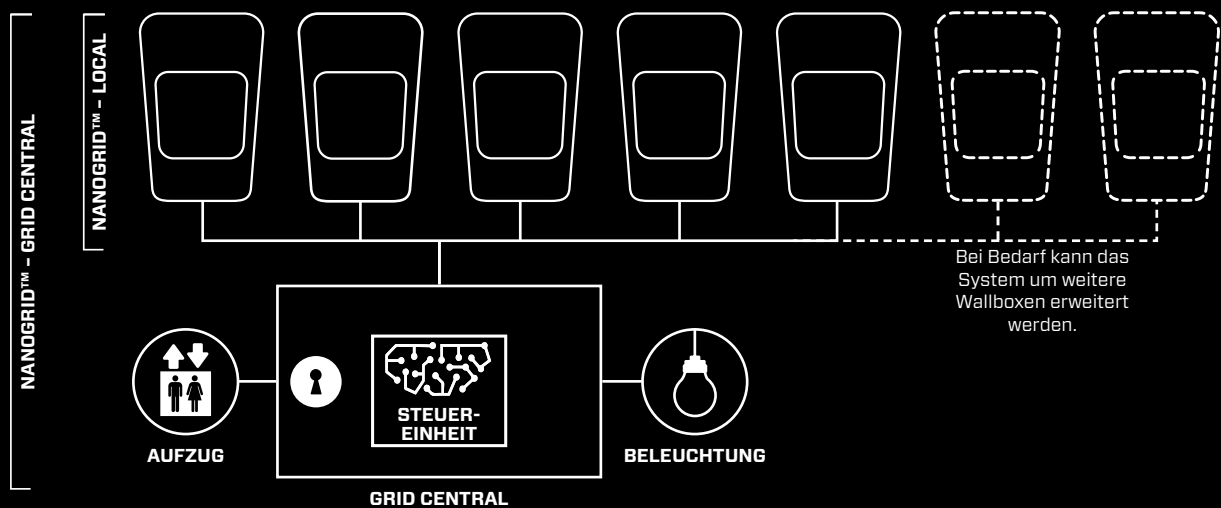 NANOGRID™ – GRID CENTRAL
NANOGRID™ – LOCAL
Bei Bedarf kann das
System um weitere
Wallboxen erweitert
werden.
STEUER-
EINHEIT
AUFZUG
BELEUCHTUNG
GRID CENTRAL